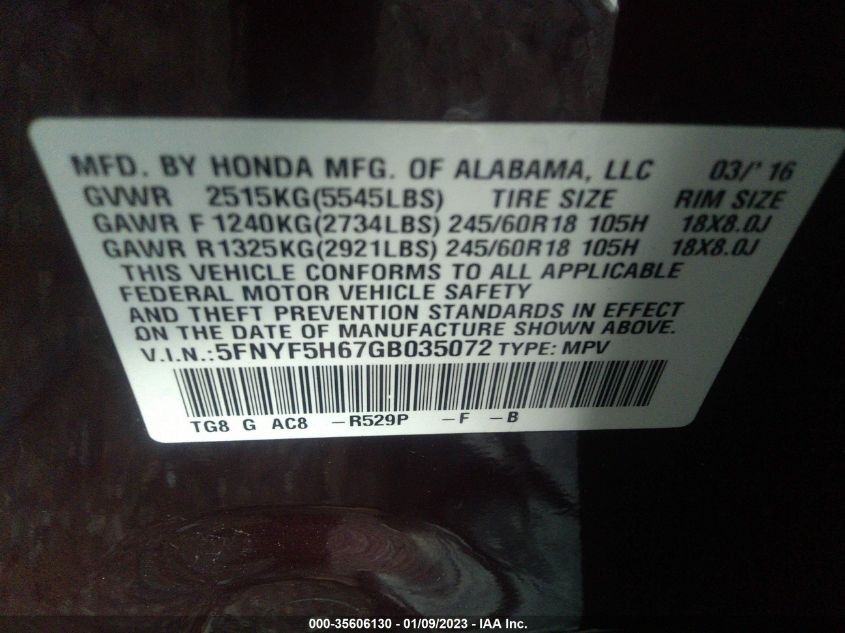 MFD. BY HONDA MFG. OF ALABAMA, LLC 03/' 16
GVWR 2515KG(5545LBS) TIRE SIZE RIM SIZE
GAWR F 1240KG(2734LBS) 245/60R18 105H 18X8.0J
GAWR R1325KG(2921LBS) 245/60R18 105H 18X8.0J
THIS VEHICLE CONFORMS TO ALL APPLICABLE
FEDERAL MOTOR VEHICLE SAFETY
AND THEFT PREVENTION STANDARDS IN EFFECT
ON THE DATE OF MANUFACTURE SHOWN ABOVE.
V.I.N.:5FNYF5H67GB035072 TYPE: MPV
TG8 G AC8 -R529P -F -B
000-35606130 - 01/09/2023 - IAA Inc.